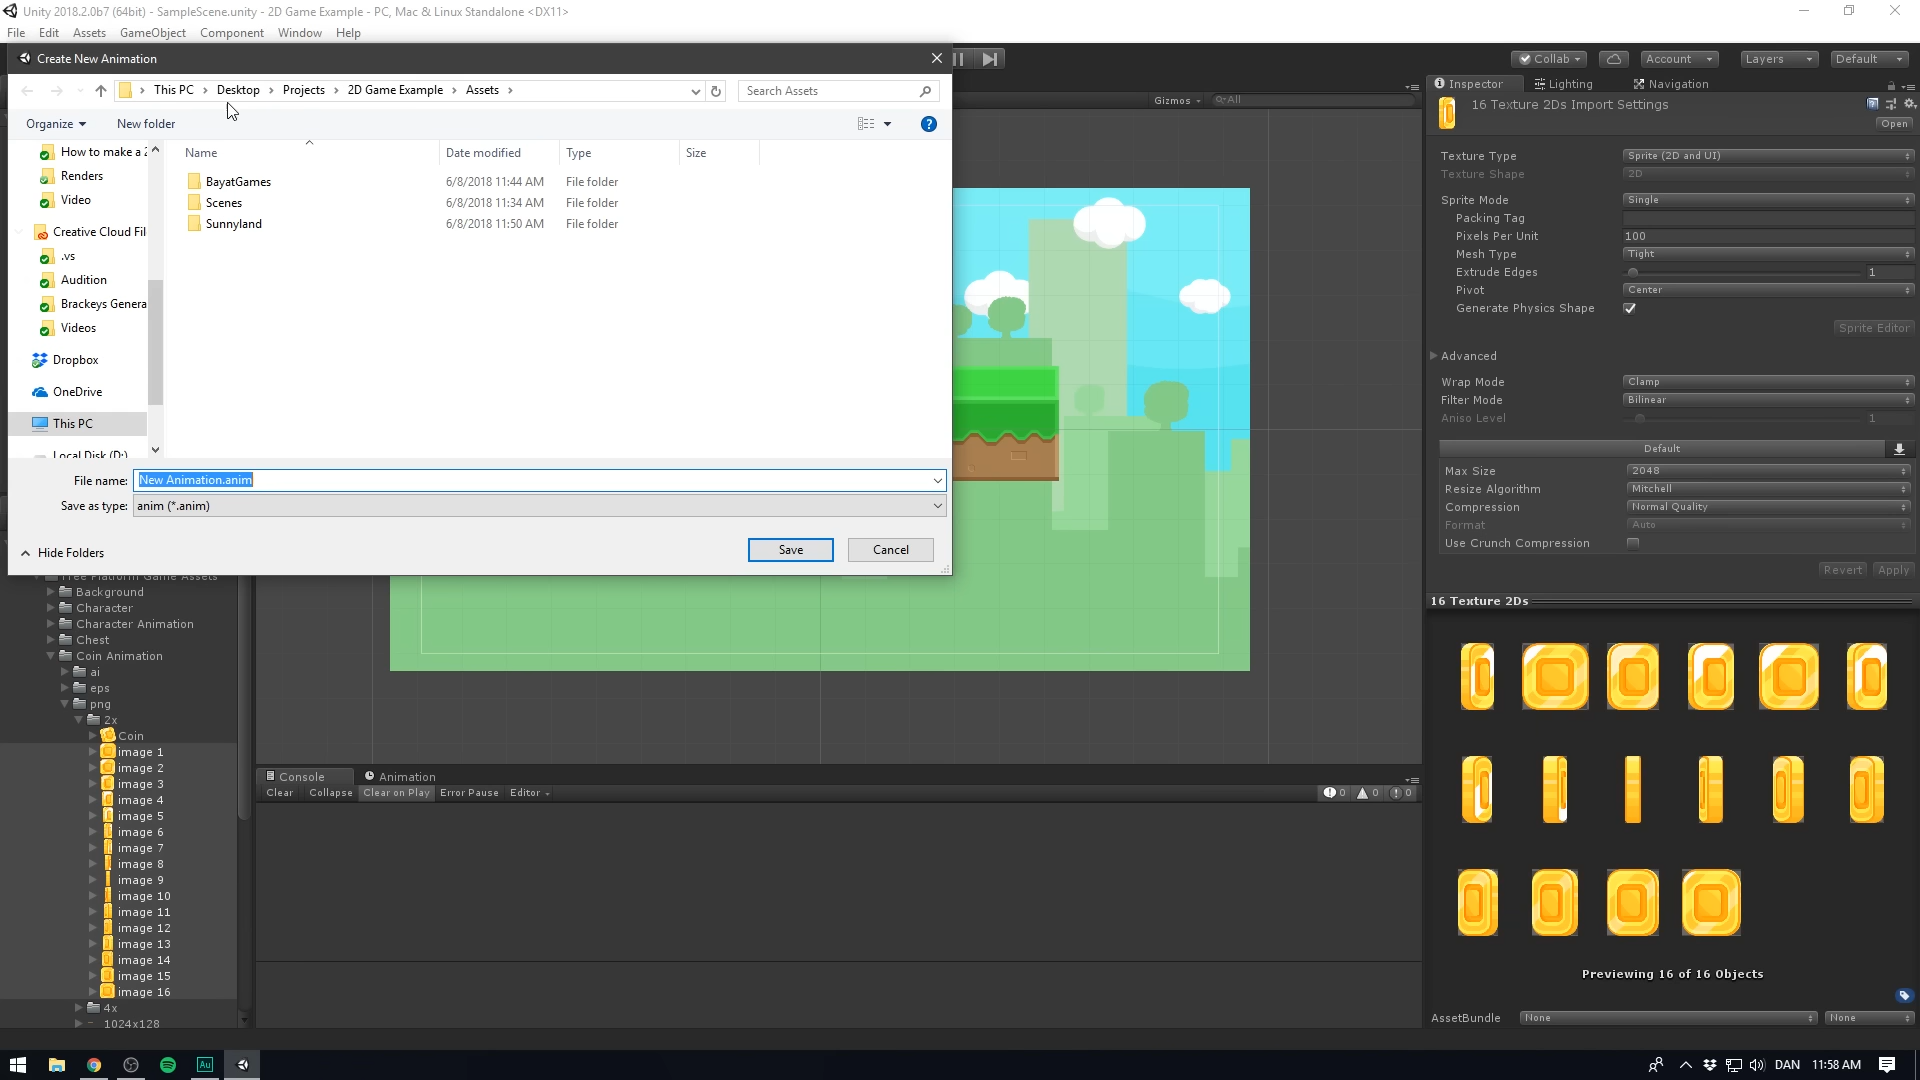 Unity 2018.2.0b7 (64bit) - SampleScene.unity - 2D Game Example - PC, Mac & Linux Standalone <DX11>
File Edit Assets GameObject Component Window Help
Create New Animation
This PC > Desktop > Projects > 2D Game Example > Assets >
Search Assets
Organize
New folder
Name Date modified Type Size
BayatGames 6/8/2018 11:44 AM File folder
Scenes 6/8/2018 11:34 AM File folder
Sunnyland 6/8/2018 11:50 AM File folder
How to make a 2
Renders
Video
Creative Cloud Fil
.vs
Audition
Brackeys Genera
Videos
Dropbox
OneDrive
This PC
Local Disk (D:)
File name: New Animation.anim
Save as type: anim (*.anim)
Hide Folders
Save
Cancel
Collab Account Layers Default
Gizmos All
Inspector Lighting Navigation
16 Texture 2Ds Import Settings
Open
Texture Type Sprite (2D and UI)
Texture Shape 2D
Sprite Mode Single
Packing Tag
Pixels Per Unit 100
Mesh Type Tight
Extrude Edges 1
Pivot Center
Generate Physics Shape
Sprite Editor
Advanced
Wrap Mode Clamp
Filter Mode Bilinear
Aniso Level 1
Default
Max Size 2048
Resize Algorithm Mitchell
Compression Normal Quality
Format Auto
Use Crunch Compression
Revert Apply
16 Texture 2Ds
Previewing 16 of 16 Objects
AssetBundle None None
Free Platform Game Assets
Background
Character
Character Animation
Chest
Coin Animation
ai
eps
png
2x
Coin
image 1
image 2
image 3
image 4
image 5
image 6
image 7
image 8
image 9
image 10
image 11
image 12
image 13
image 14
image 15
image 16
4x
1024x128
Console Animation
Clear Collapse Clear on Play Error Pause Editor
0 0 0
Au
DAN 11:58 AM